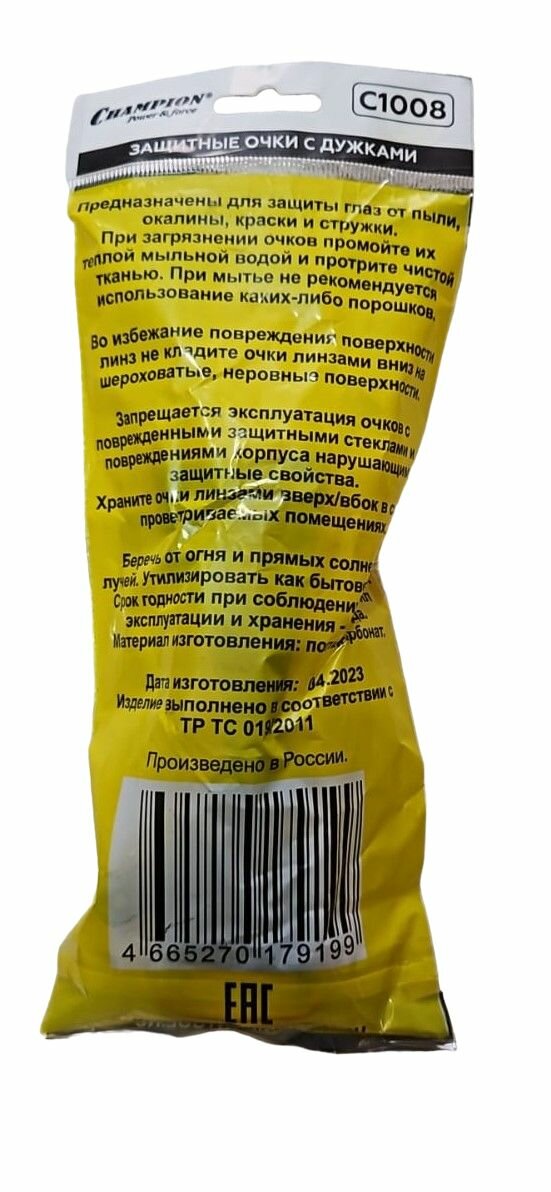 CHAMPION®
Power & force
C1008
ЗАЩИТНЫЕ ОЧКИ С ДУЖКАМИ
Предназначены для защиты глаз от пыли,
окалины, краски и стружки.
При загрязнении очков промойте их
теплой мыльной водой и протрите чистой
тканью. При мытье не рекомендуется
использование каких-либо порошков.
Во избежание повреждения поверхности
линз не кладите очки линзами вниз на
шероховатые, неровные поверхности.
Запрещается эксплуатация очков с
поврежденными защитными стеклами и
повреждениями корпуса нарушающими
защитные свойства.
Храните очки линзами вверх/вбок в
проветриваемых помещениях
Беречь от огня и прямых
лучей. Утилизировать как
Срок годности при соблюдении
эксплуатации и хранения -
Материал изготовления:
Дата изготовления: 04.2023
Изделие выполнено в соответствии с
ТР ТС 019/2011
Произведено в России.
4 665270 179199
EAC